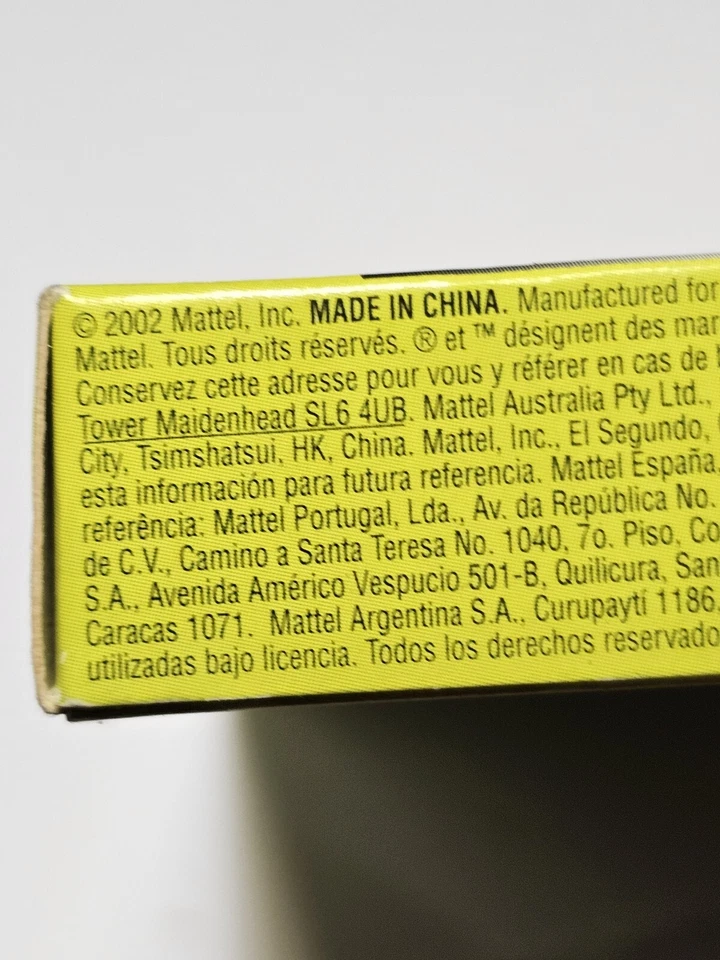 © 2002 Mattel, Inc. MADE IN CHINA. Manufactured for
Mattel. Tous droits réservés. ® et ™ désignent des mar
Conservez cette adresse pour vous y référer en cas de
Tower Maidenhead SL6 4UB. Mattel Australia Pty Ltd.,
City, Tsimshatsui, HK, China. Mattel, Inc., El Segundo,
esta información para futura referencia. Mattel España,
referência: Mattel Portugal, Lda., Av. da República No.
de C.V., Camino a Santa Teresa No. 1040, 7o. Piso, Co
S.A., Avenida Américo Vespucio 501-B, Quilicura, San
Caracas 1071. Mattel Argentina S.A., Curupaytí 1186,
utilizadas bajo licencia. Todos los derechos reservado